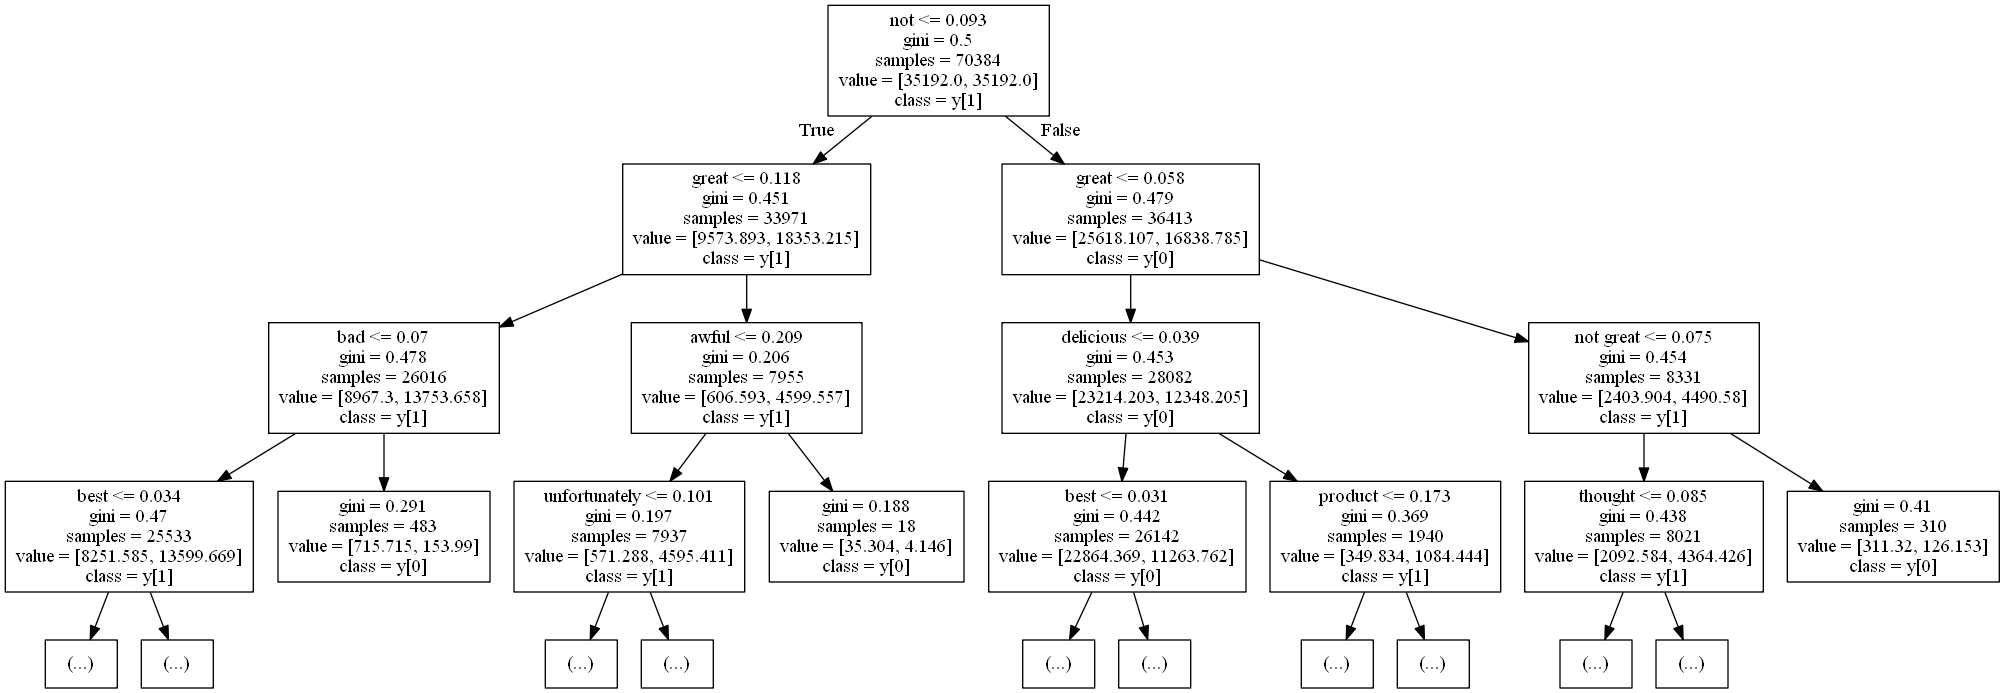 not <= 0.093
gini = 0.5
samples = 70384
value = [35192.0, 35192.0]
class = y[1]
True
False
great <= 0.118
gini = 0.451
samples = 33971
value = [9573.893, 18353.215]
class = y[1]
great <= 0.058
gini = 0.479
samples = 36413
value = [25618.107, 16838.785]
class = y[0]
bad <= 0.07
gini = 0.478
samples = 26016
value = [8967.3, 13753.658]
class = y[1]
awful <= 0.209
gini = 0.206
samples = 7955
value = [606.593, 4599.557]
class = y[1]
delicious <= 0.039
gini = 0.453
samples = 28082
value = [23214.203, 12348.205]
class = y[0]
not great <= 0.075
gini = 0.454
samples = 8331
value = [2403.904, 4490.58]
class = y[1]
best <= 0.034
gini = 0.47
samples = 25533
value = [8251.585, 13599.669]
class = y[1]
gini = 0.291
samples = 483
value = [715.715, 153.99]
class = y[0]
unfortunately <= 0.101
gini = 0.197
samples = 7937
value = [571.288, 4595.411]
class = y[1]
gini = 0.188
samples = 18
value = [35.304, 4.146]
class = y[0]
best <= 0.031
gini = 0.442
samples = 26142
value = [22864.369, 11263.762]
class = y[0]
product <= 0.173
gini = 0.369
samples = 1940
value = [349.834, 1084.444]
class = y[1]
thought <= 0.085
gini = 0.438
samples = 8021
value = [2092.584, 4364.426]
class = y[1]
gini = 0.41
samples = 310
value = [311.32, 126.153]
class = y[0]
(...)
(...)
(...)
(...)
(...)
(...)
(...)
(...)
(...)
(...)